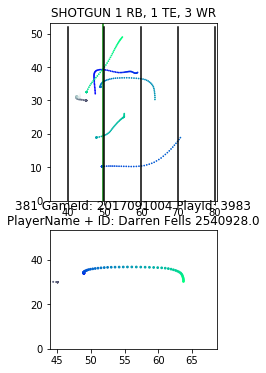 SHOTGUN 1 RB, 1 TE, 3 WR
50
40
30
20
10
0
40 50 60 70 80
381 GameId: 2017091004 PlayId: 3983
PlayerName + ID: Darren Fells 2540928.0
40
20
0
45 50 55 60 65